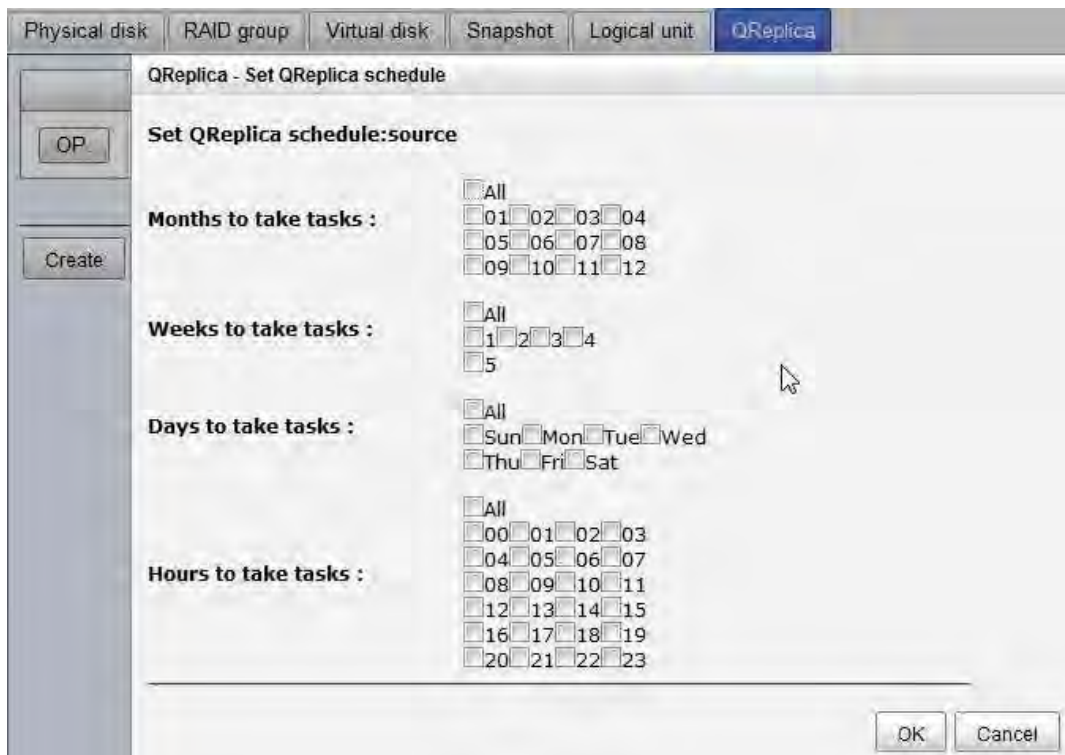 Physical disk RAID group Virtual disk Snapshot Logical unit QReplica
QReplica - Set QReplica schedule
OP.
Set QReplica schedule:source
Create
Months to take tasks :
All
01 02 03 04
05 06 07 08
09 10 11 12
Weeks to take tasks :
All
1 2 3 4
5
Days to take tasks :
All
Sun Mon Tue Wed
Thu Fri Sat
Hours to take tasks :
All
00 01 02 03
04 05 06 07
08 09 10 11
12 13 14 15
16 17 18 19
20 21 22 23
OK Cancel